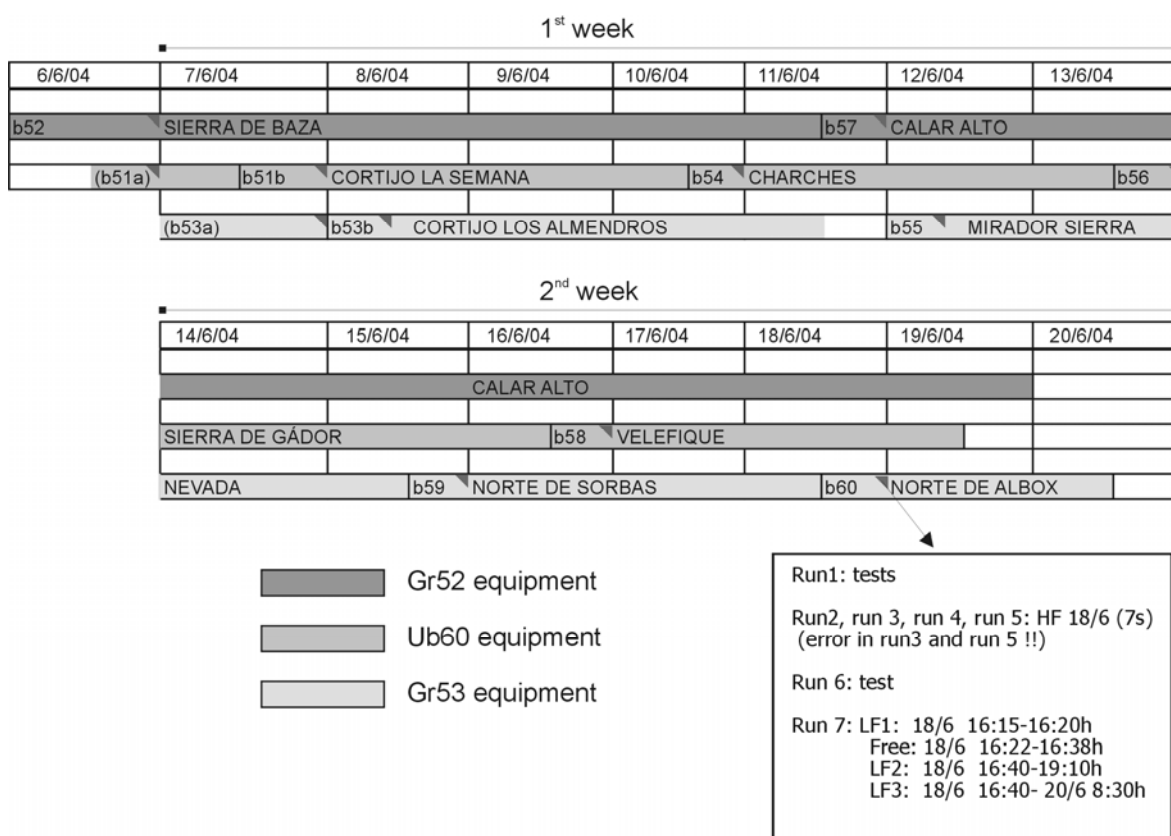 1st week
6/6/04 7/6/04 8/6/04 9/6/04 10/6/04 11/6/04 12/6/04 13/6/04
b52 SIERRA DE BAZA b57 CALAR ALTO
(b51a) b51b CORTIJO LA SEMANA b54 CHARCHES b56
(b53a) b53b CORTIJO LOS ALMENDROS b55 MIRADOR SIERRA
2nd week
14/6/04 15/6/04 16/6/04 17/6/04 18/6/04 19/6/04 20/6/04
CALAR ALTO
SIERRA DE GÁDOR b58 VELEFIQUE
NEVADA b59 NORTE DE SORBAS b60 NORTE DE ALBOX
Gr52 equipment
Ub60 equipment
Gr53 equipment
Run1: tests
Run2, run 3, run 4, run 5: HF 18/6 (7s)
(error in run3 and run 5 !!)
Run 6: test
Run 7: LF1: 18/6 16:15-16:20h
Free: 18/6 16:22-16:38h
LF2: 18/6 16:40-19:10h
LF3: 18/6 16:40- 20/6 8:30h